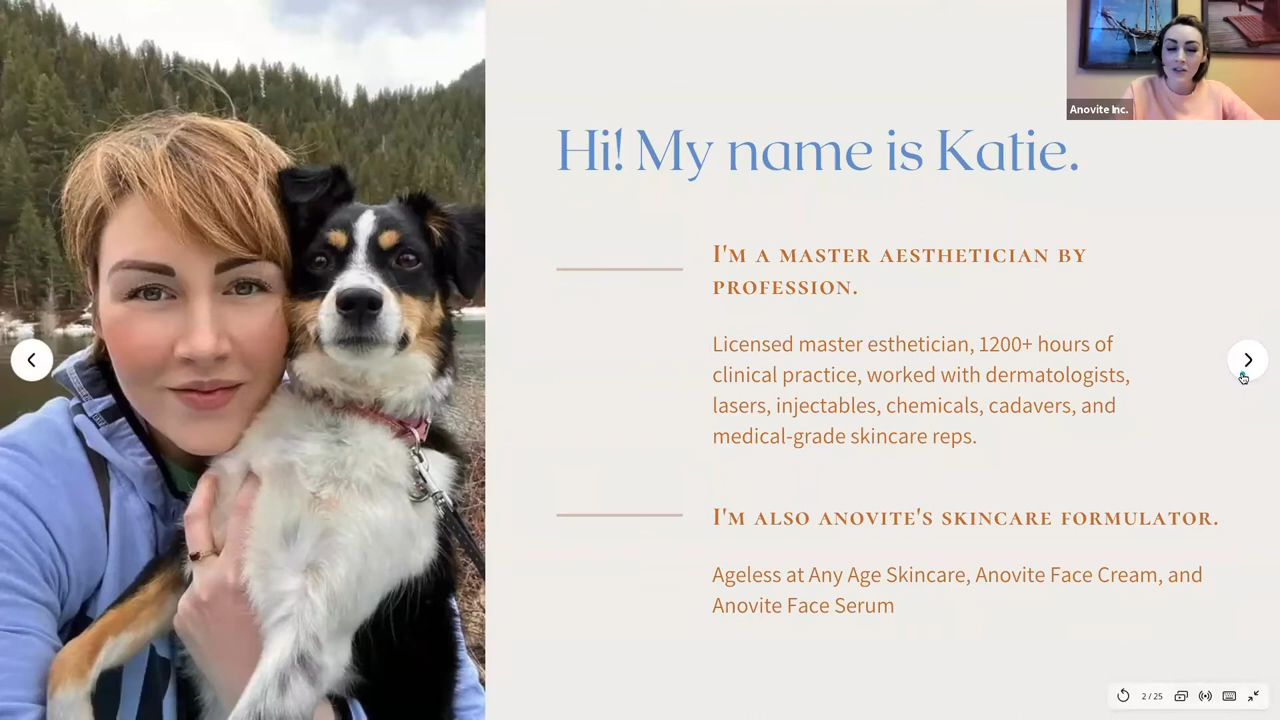 Anovite Inc.
Hi! My name is Katie.
I'm a master aesthetician by
profession.
Licensed master esthetician, 1200+ hours of
clinical practice, worked with dermatologists,
lasers, injectables, chemicals, cadavers, and
medical-grade skincare reps.
I'm also Anovite's skincare formulator.
Ageless at Any Age Skincare, Anovite Face Cream, and
Anovite Face Serum
2 / 25